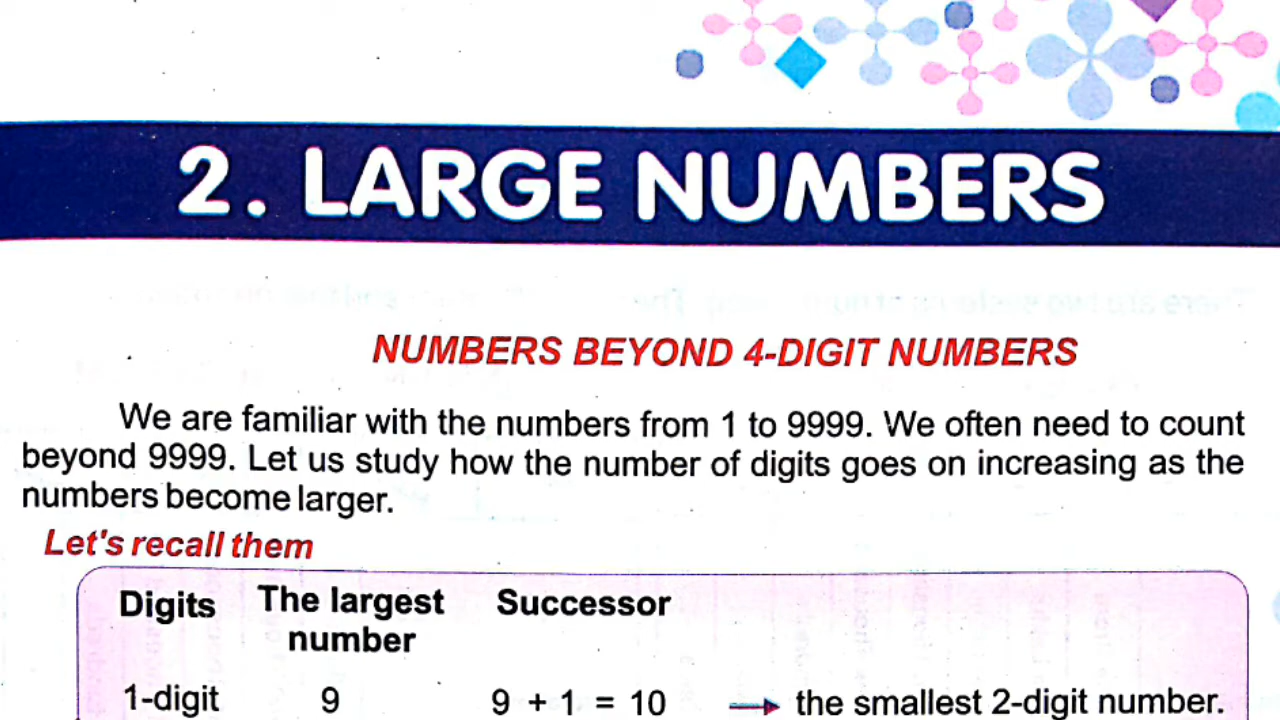 2. LARGE NUMBERS
NUMBERS BEYOND 4-DIGIT NUMBERS
We are familiar with the numbers from 1 to 9999. We often need to count
beyond 9999. Let us study how the number of digits goes on increasing as the
numbers become larger.
Let's recall them
Digits The largest Successor
number
1-digit 9 9 + 1 = 10 → the smallest 2-digit number.